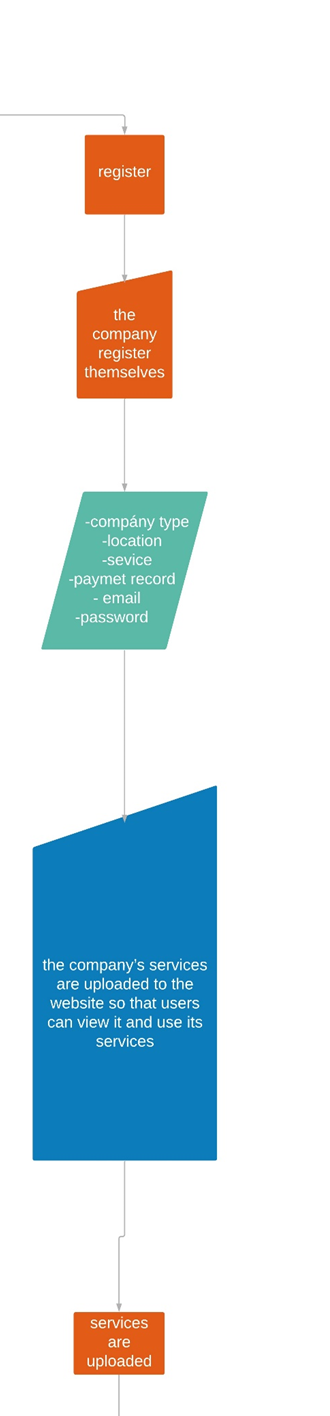 register
the
company
register
themselves
-compány type
-location
-sevice
-paymet record
- email
-password
the company's services
are uploaded to the
website so that users
can view it and use its
services
services
are
uploaded